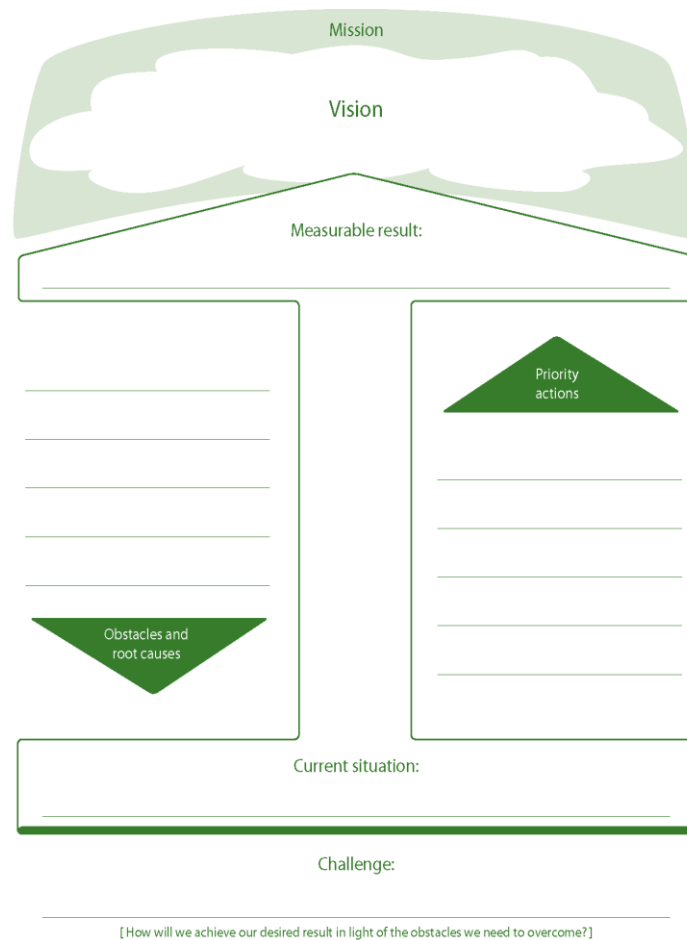 Mission
Vision
Measurable result:
Priority
actions
Obstacles and
root causes
Current situation:
Challenge:
[ How will we achieve our desired result in light of the obstacles we need to overcome? ]